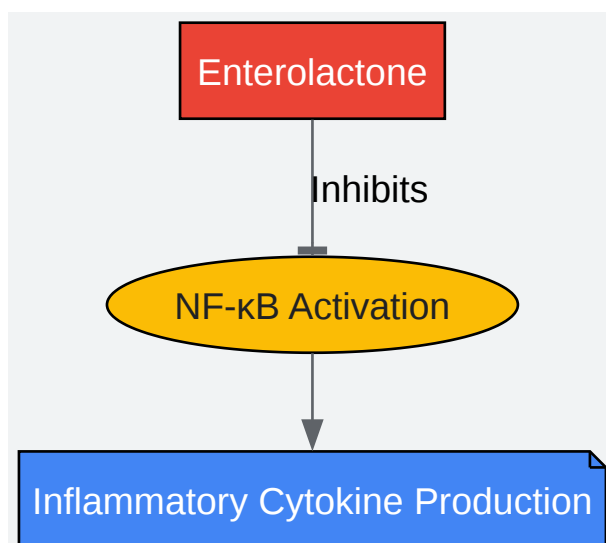 Enterolactone
Inhibits
NF-κB Activation
Inflammatory Cytokine Production